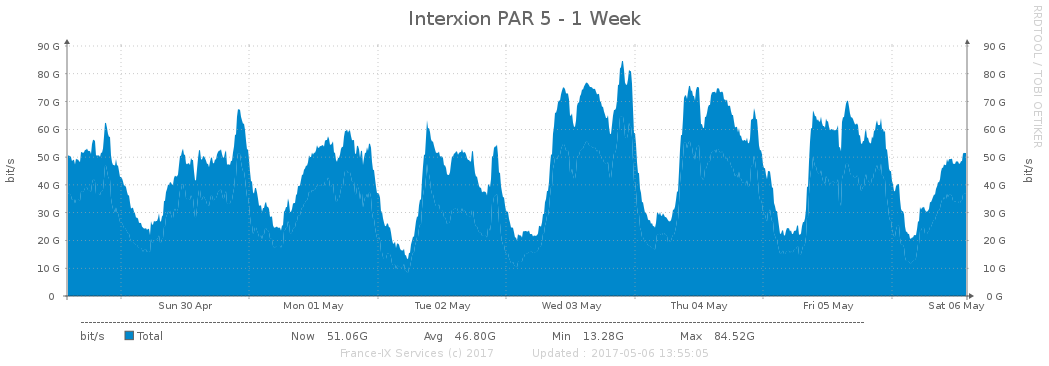 Interxion PAR 5 - 1 Week
RRDTOOL / TOBI OETIKER
90 G 90 G
80 G 80 G
70 G 70 G
60 G 60 G
50 G 50 G
40 G 40 G
30 G 30 G
20 G 20 G
10 G 10 G
0 0 G
bit/s bit/s
Sun 30 Apr Mon 01 May Tue 02 May Wed 03 May Thu 04 May Fri 05 May Sat 06 May
bit/s Total Now 51.06G Avg 46.80G Min 13.28G Max 84.52G
France-IX Services (c) 2017 Updated : 2017-05-06 13:55:05